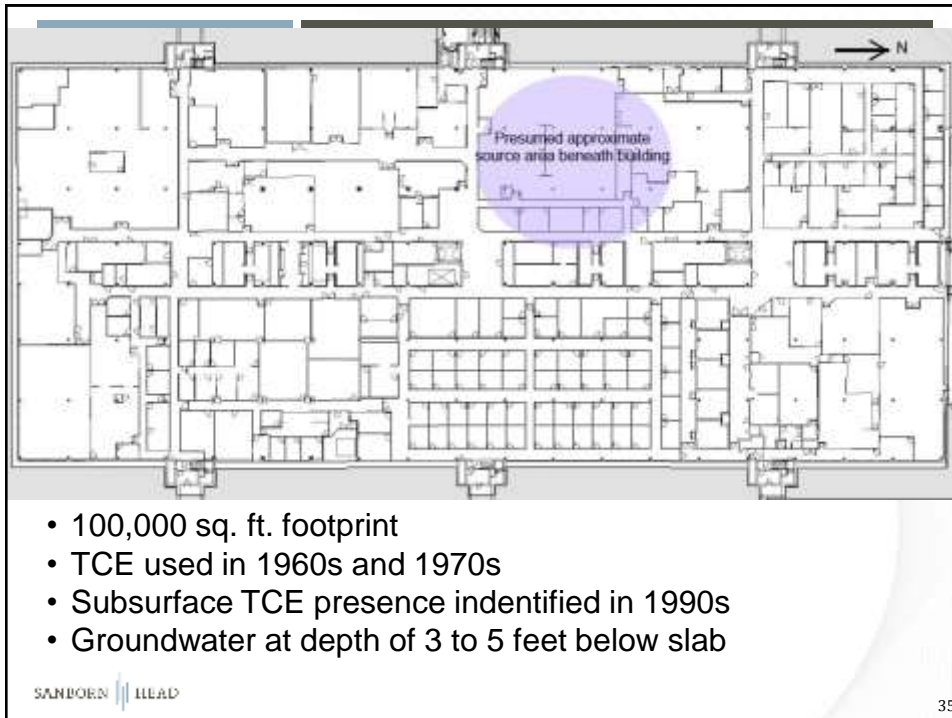 N
Presumed approximate
source area beneath building
• 100,000 sq. ft. footprint
• TCE used in 1960s and 1970s
• Subsurface TCE presence indentified in 1990s
• Groundwater at depth of 3 to 5 feet below slab
SANBORN HEAD
35